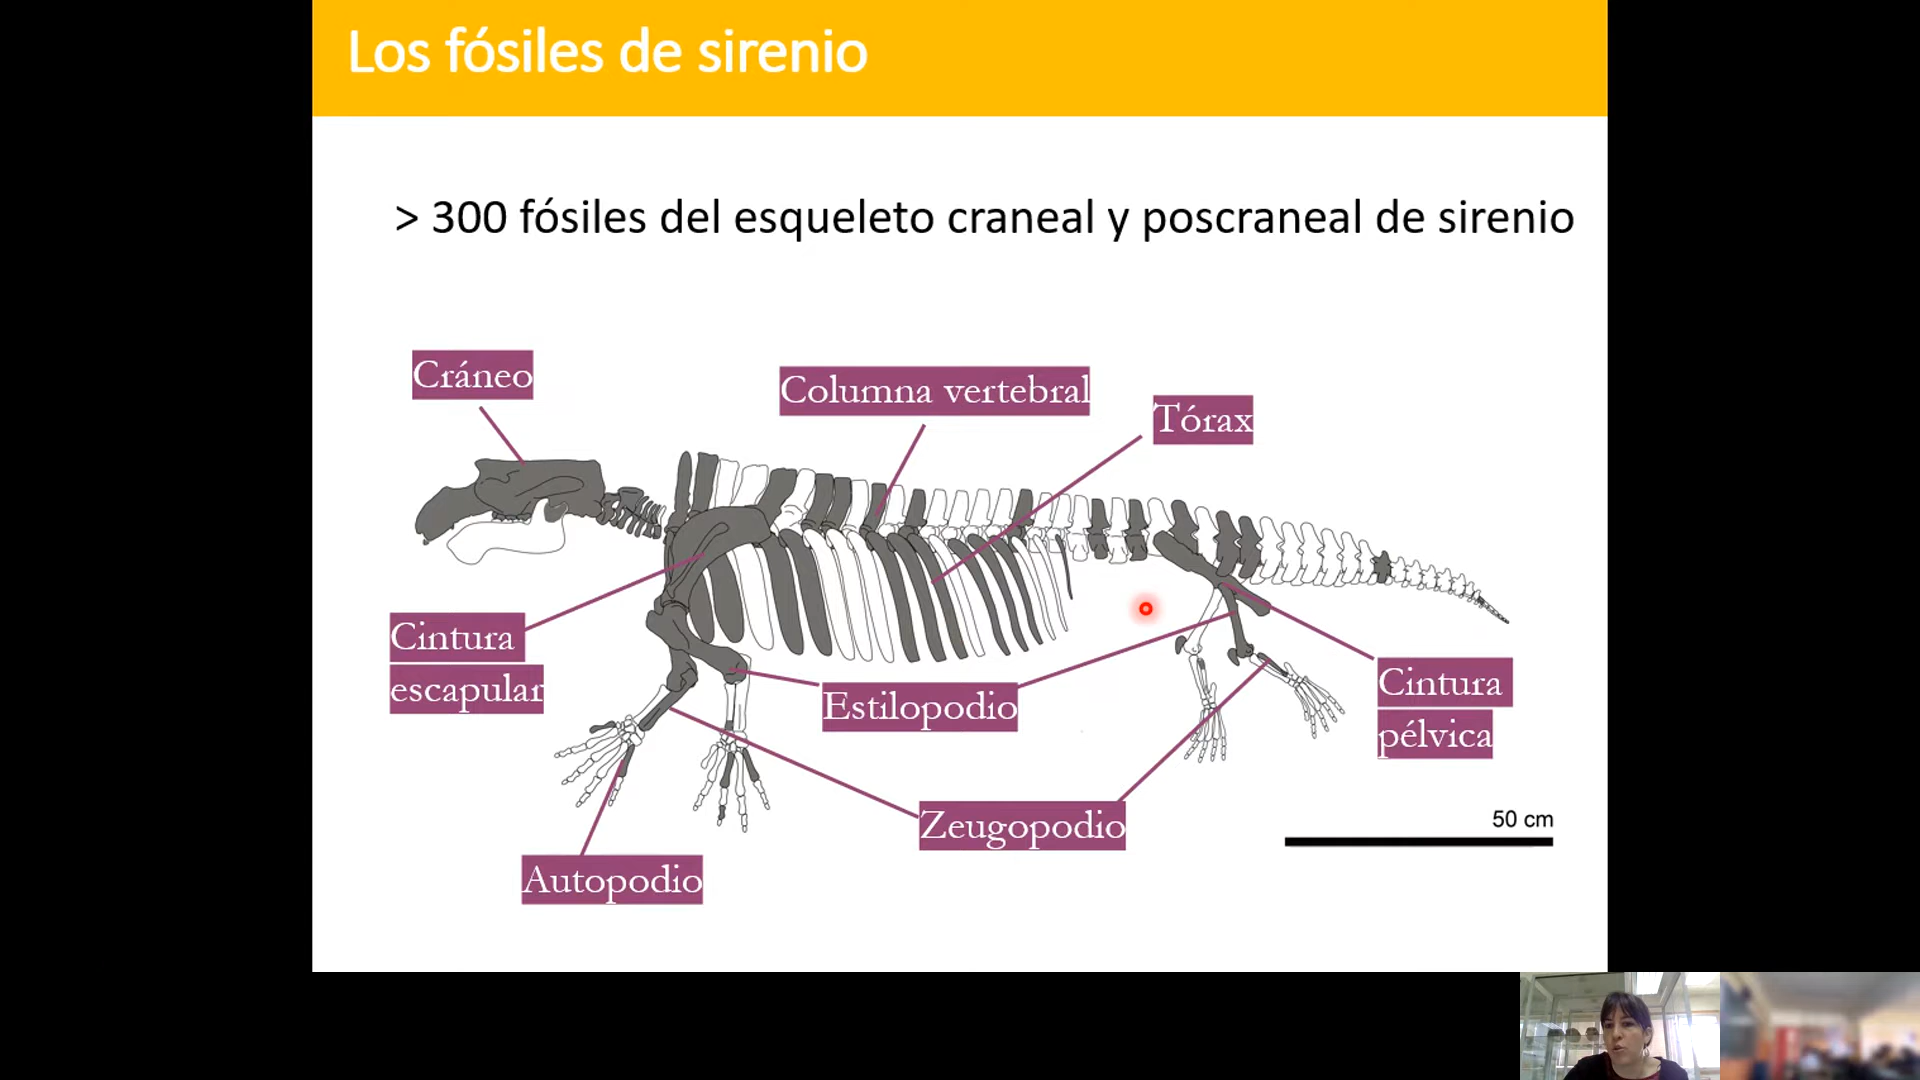 Los fósiles de sirenio
> 300 fósiles del esqueleto craneal y poscraneal de sirenio
Cráneo
Columna vertebral
Tórax
Cintura
escapular
Estilopodio
Cintura
pélvica
Zeugopodio
50 cm
Autopodio